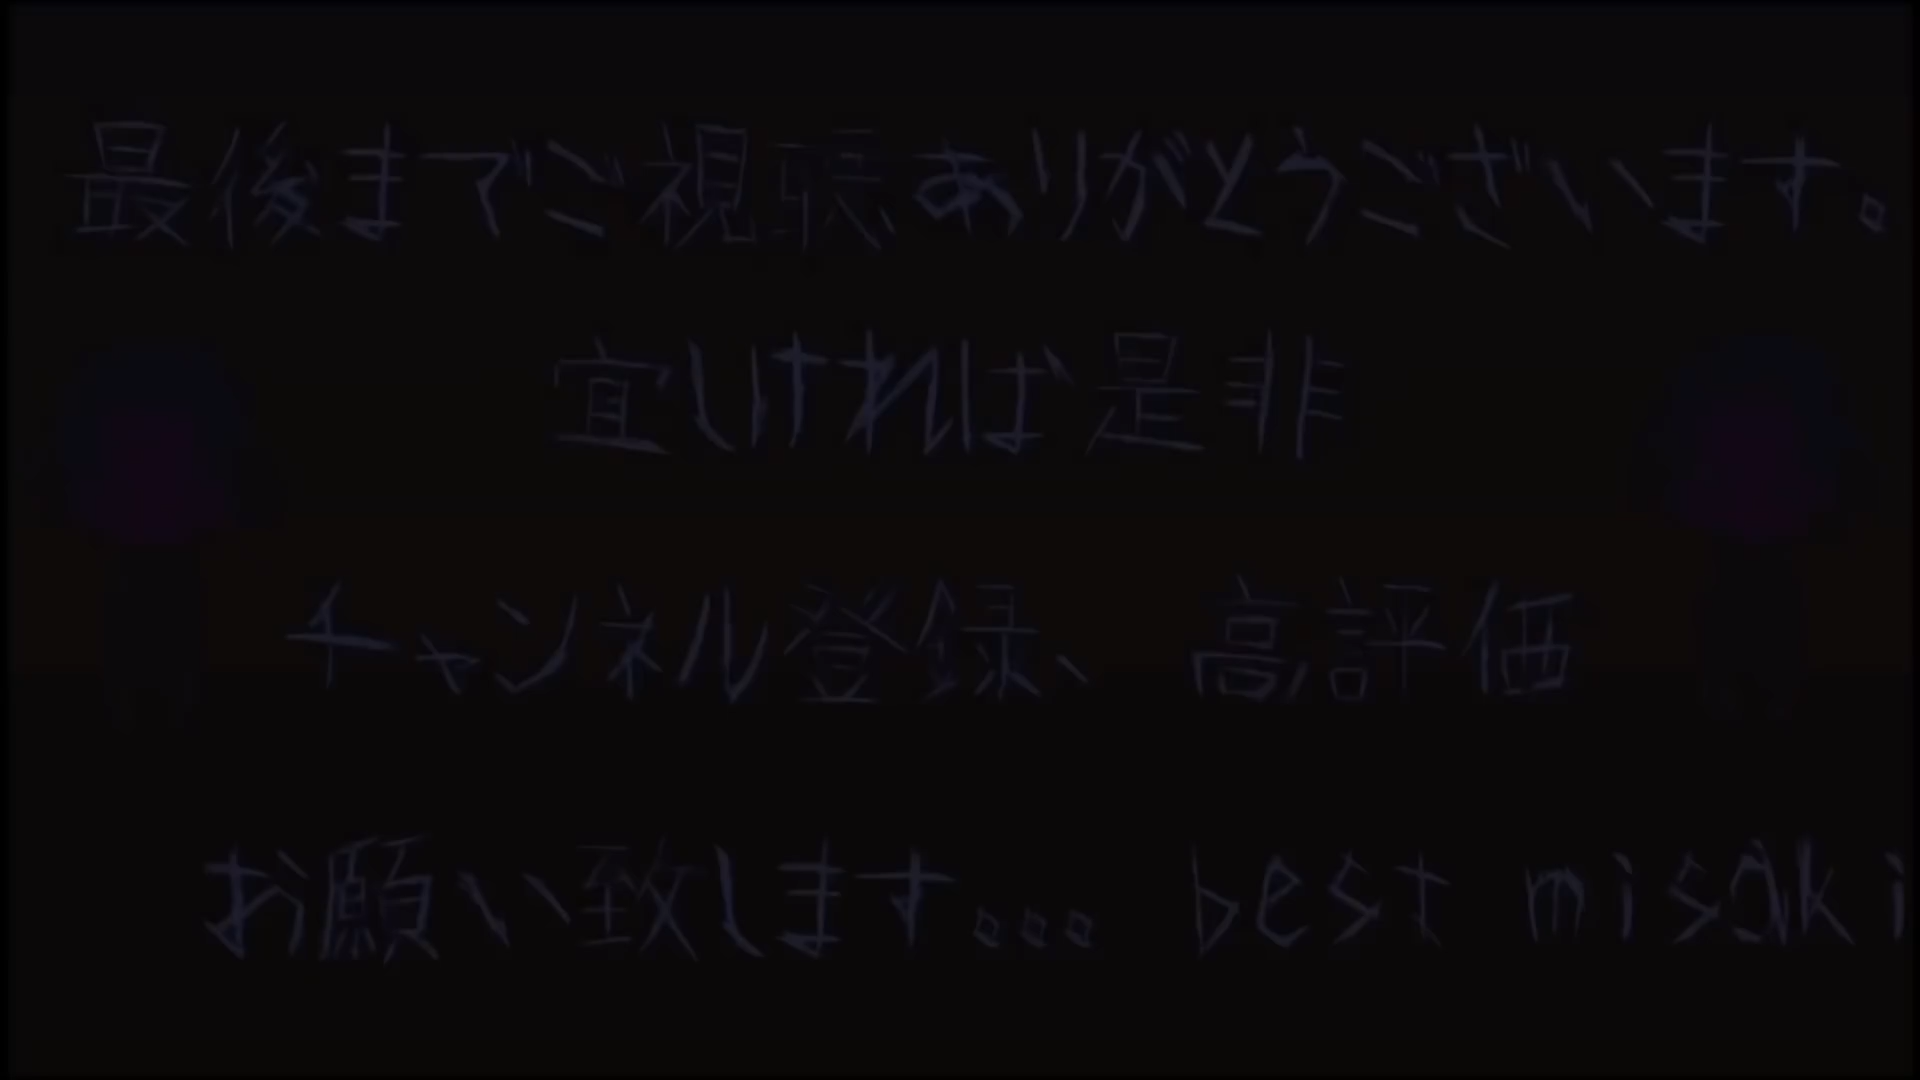 最後までご視聴ありがとうございます。
宜しければ是非
チャンネル登録、 高評価
お願い致します... best misaki